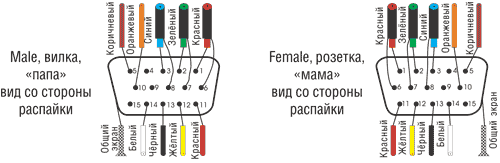 Коричневый
Оранжевый
Синий
Зелёный
Красный
Male, вилка,
«папа»
вид со стороны
распайки
5 4 3 2 1
10 9 8 7 6
15 14 13 12 11
Общий
экран
Белый
Чёрный
Жёлтый
Красный
Красный
Зелёный
Синий
Оранжевый
Коричневый
Female, розетка,
«мама»
вид со стороны
распайки
1 2 3 4 5
6 7 8 9 10
11 12 13 14 15
Красный
Жёлтый
Чёрный
Белый
Общий экран